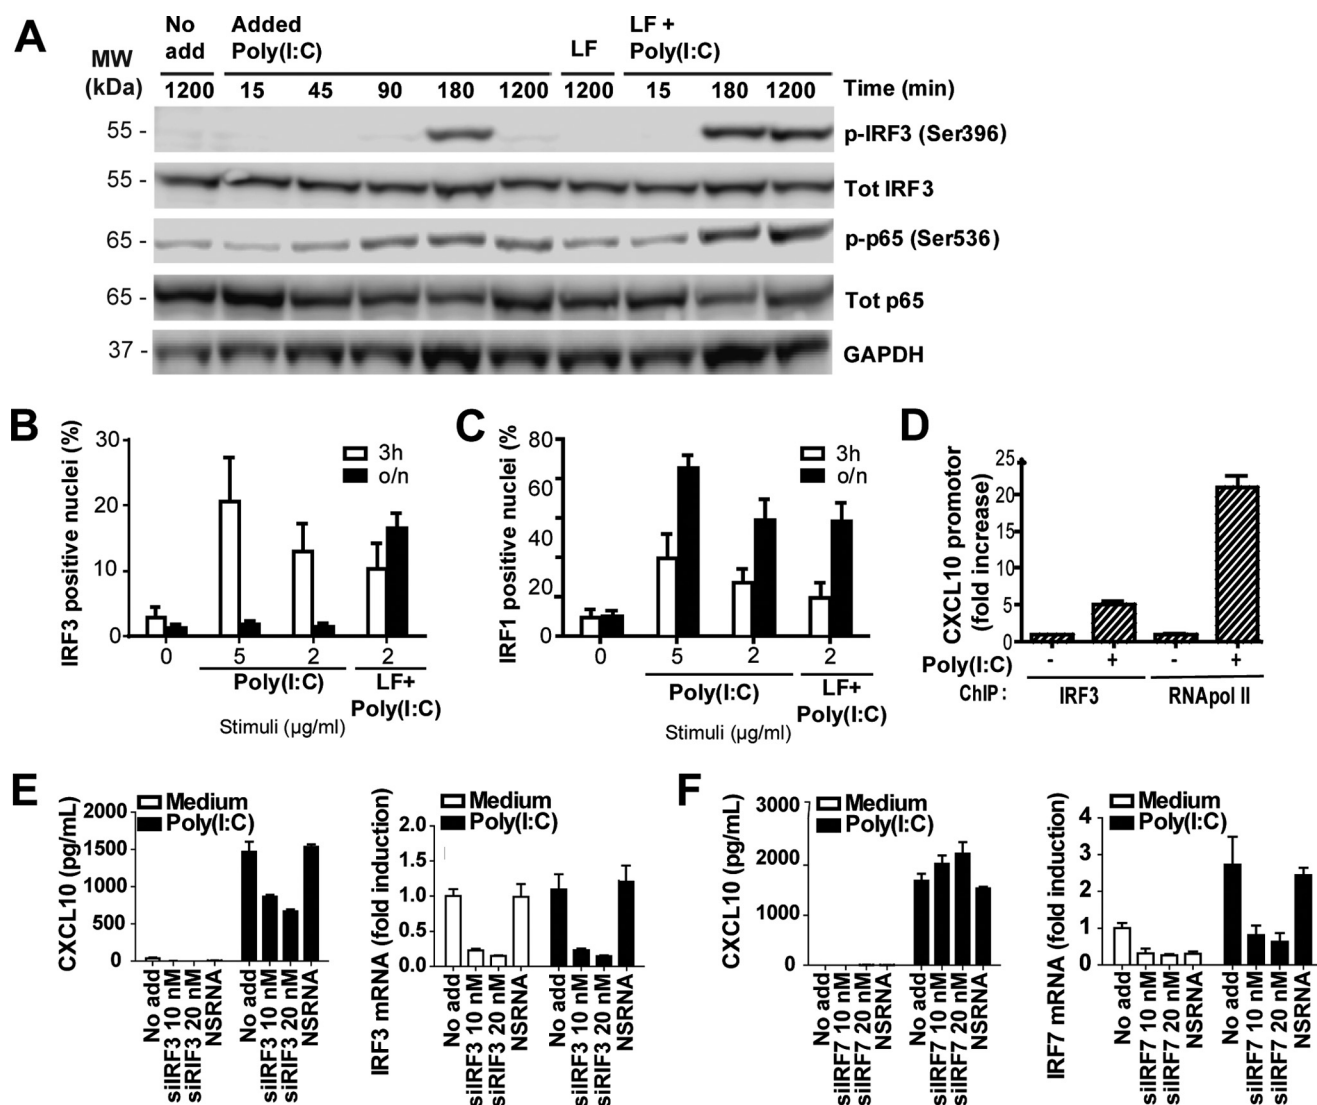 A
No add
Added Poly(I:C)
LF
LF + Poly(I:C)
MW (kDa)
1200 15 45 90 180 1200 1200 15 180 1200 Time (min)
55 - p-IRF3 (Ser396)
55 - Tot IRF3
65 - p-p65 (Ser536)
65 - Tot p65
37 - GAPDH
B
IRF3 positive nuclei (%)
30
20
10
0
3h
o/n
0 5 2 2
Poly(I:C) LF+ Poly(I:C)
Stimuli (µg/ml)
C
IRF1 positive nuclei (%
80
60
40
20
0
3h
o/n
0 5 2 2
Poly(I:C) LF+ Poly(I:C)
Stimuli (µg/ml)
D
CXCL10 promotor (fold increase)
25
20
15
10
5
0
Poly(I:C) - + - +
ChIP: IRF3 RNApol II
E
Medium
Poly(I:C)
CXCL10 (pg/mL)
2000
1500
1000
500
0
No add
siIRF3 10 nM
siRIF3 20 nM
NSRNA
No add
siIRF3 10 nM
siRIF3 20 nM
NSRNA
Medium
Poly(I:C)
IRF3 mRNA (fold induction)
2.0
1.5
1.0
0.5
0.0
No add
siIRF3 10 nM
siRIF3 20 nM
NSRNA
No add
siIRF3 10 nM
siRIF3 20 nM
NSRNA
F
Medium
Poly(I:C)
CXCL10 (pg/mL)
3000
2000
1000
0
No add
siIRF7 10 nM
siIRF7 20 nM
NSRNA
No add
siIRF7 10 nM
siIRF7 20 nM
NSRNA
Medium
Poly(I:C)
IRF7 mRNA (fold induction)
4
3
2
1
0
No add
siIRF7 10 nM
siIRF7 20 nM
NSRNA
No add
siIRF7 10 nM
siIRF7 20 nM
NSRNA